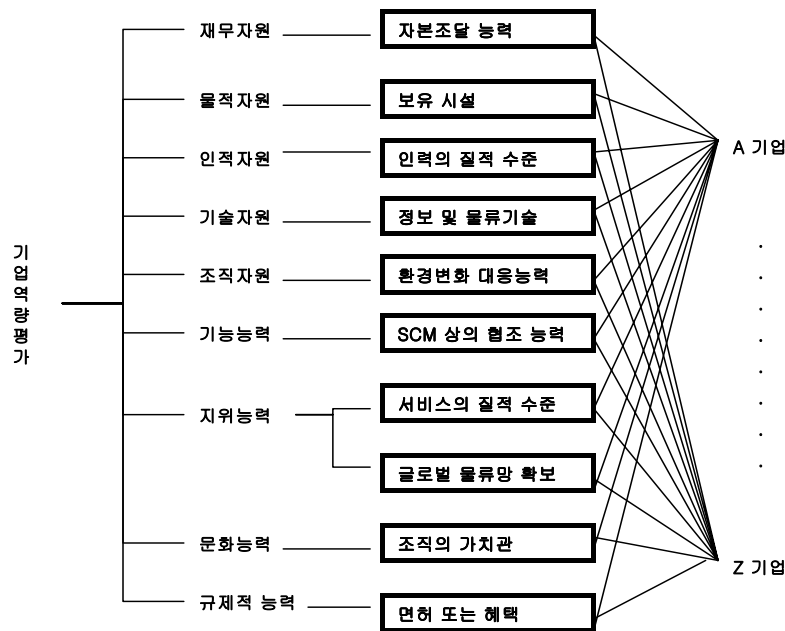 기업역량평가
재무자원
자본조달 능력
물적자원
보유 시설
인적자원
인력의 질적 수준
기술자원
정보 및 물류기술
조직자원
환경변화 대응능력
기능능력
SCM 상의 협조 능력
지위능력
서비스의 질적 수준
글로벌 물류망 확보
문화능력
조직의 가치관
규제적 능력
면허 또는 혜택
A 기업
Z 기업